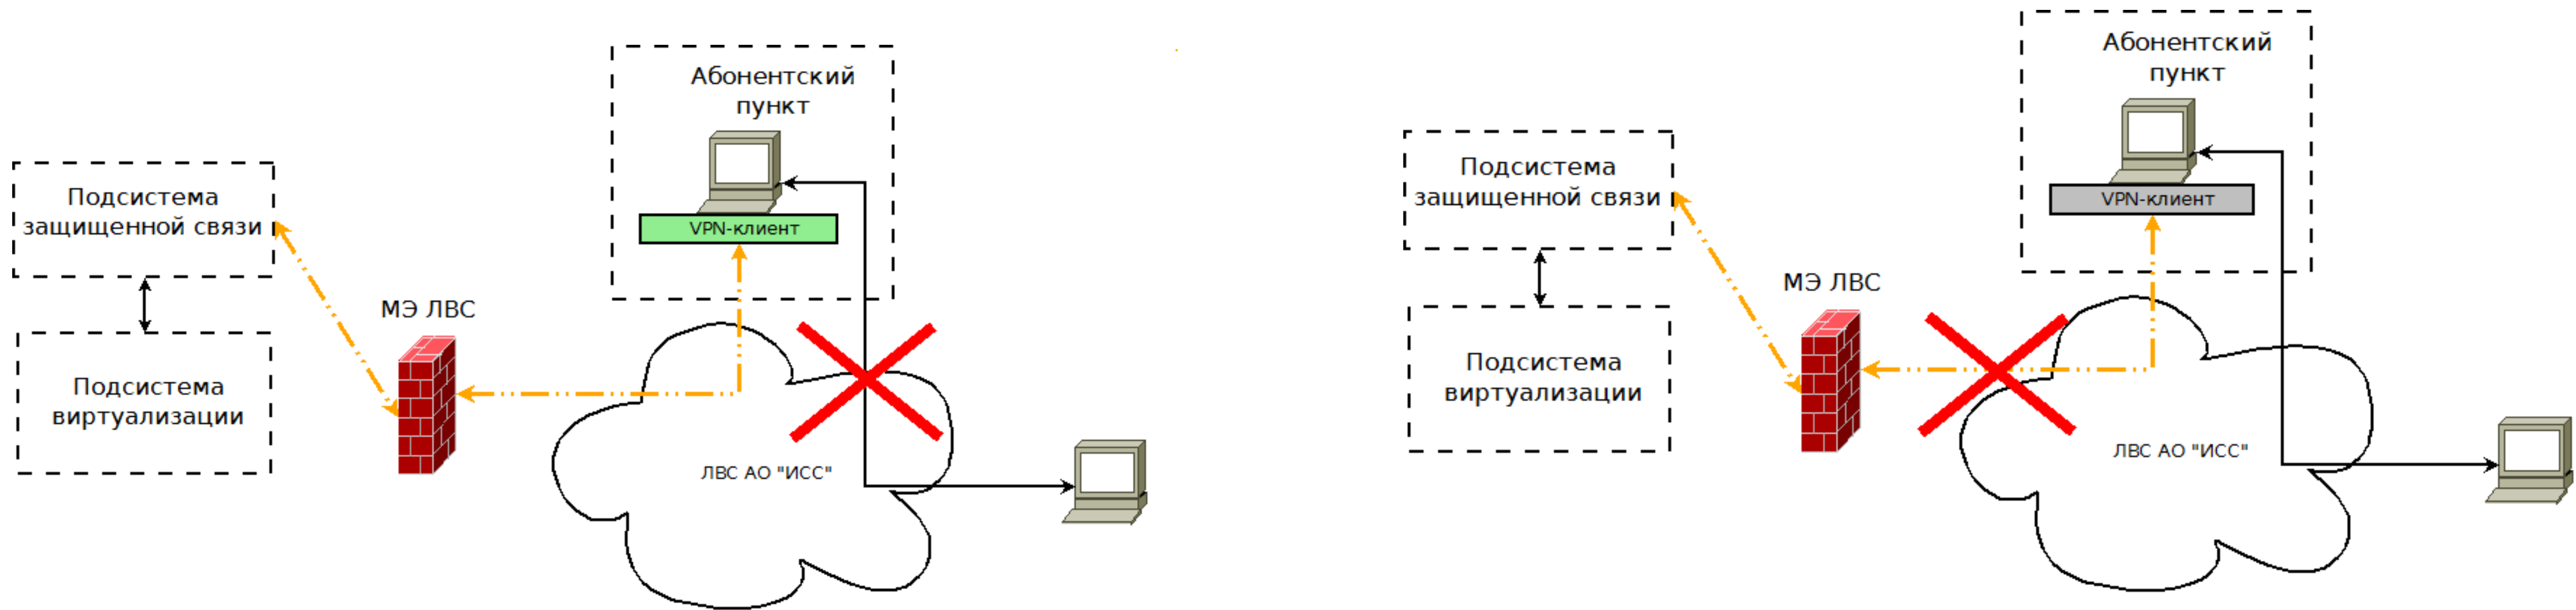 Абонентский
пункт
VPN-клиент
Подсистема
защищенной связи
МЭ ЛВС
Подсистема
виртуализации
ЛВС АО "ИСС"
Абонентский
пункт
VPN-клиент
Подсистема
защищенной связи
МЭ ЛВС
Подсистема
виртуализации
ЛВС АО "ИСС"